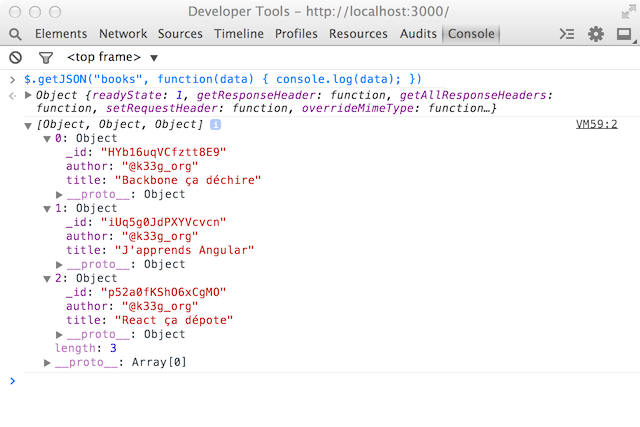 Developer Tools - http://localhost:3000/
Elements Network Sources Timeline Profiles Resources Audits Console
<top frame>
$.getJSON("books", function(data) { console.log(data); })
Object {readyState: 1, getResponseHeader: function, getAllResponseHeaders:
function, setRequestHeader: function, overrideMimeType: function…}
[Object, Object, Object] i VM59:2
0: Object
_id: "HYb16uqVCfztt8E9"
author: "@k33g_org"
title: "Backbone ça déchire"
__proto__: Object
1: Object
_id: "iUq5g0JdPXYVcvcn"
author: "@k33g_org"
title: "J'apprends Angular"
__proto__: Object
2: Object
_id: "p52a0fKShO6xCgMO"
author: "@k33g_org"
title: "React ça dépote"
__proto__: Object
length: 3
__proto__: Array[0]